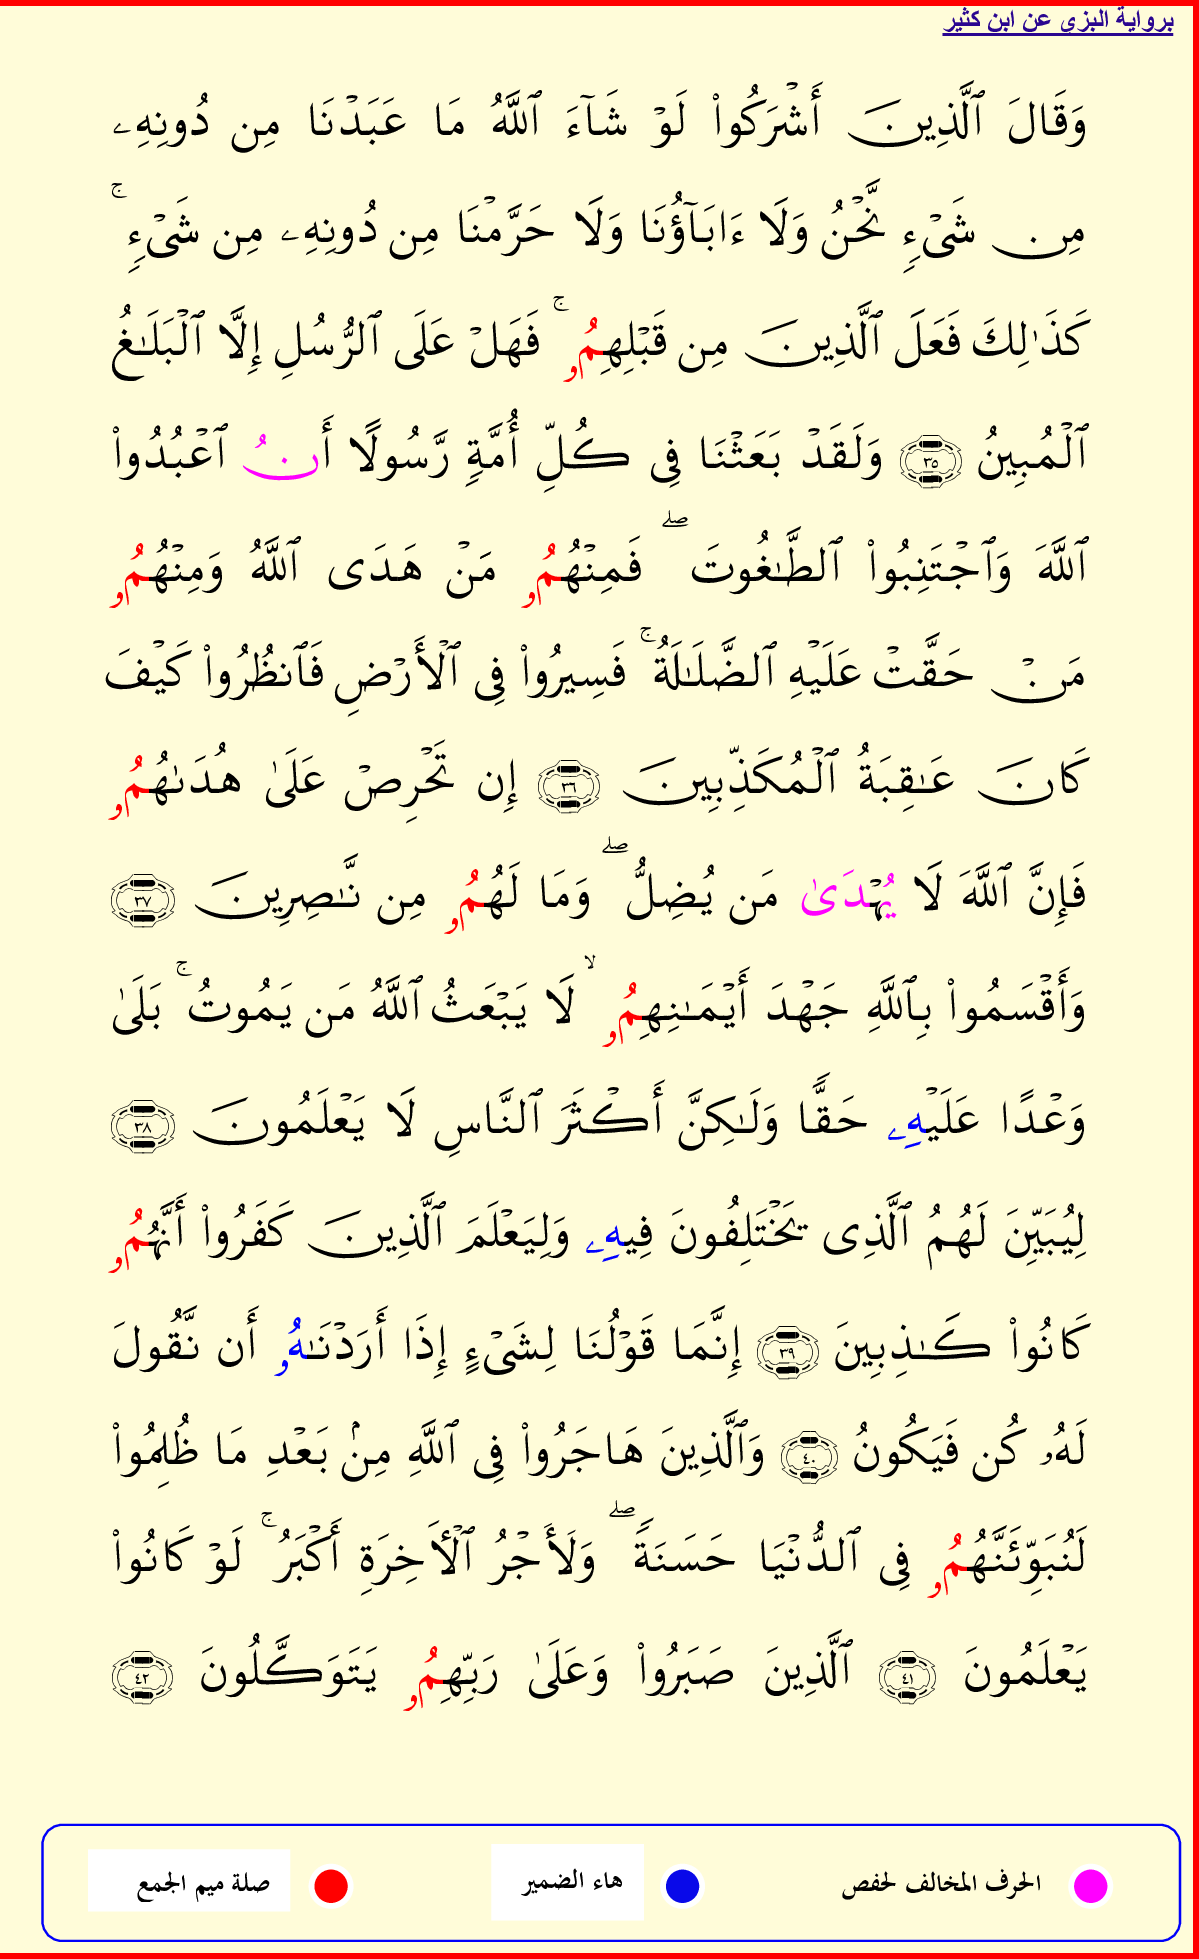 برواية البزي عن ابن كثير
وَقَالَ ٱلَّذِينَ أَشْرَكُوا۟ لَوْ شَآءَ ٱللَّهُ مَا عَبَدْنَا مِن دُونِهِۦ
مِن شَىْءٍۢ نَّحْنُ وَلَا ءَابَآؤُنَا وَلَا حَرَّمْنَا مِن دُونِهِۦ مِن شَىْءٍۢ ۚ
كَذَٰلِكَ فَعَلَ ٱلَّذِينَ مِن قَبْلِهِمُۥ ۚ فَهَلْ عَلَى ٱلرُّسُلِ إِلَّا ٱلْبَلَـٰغُ
ٱلْمُبِينُ ٣٥ وَلَقَدْ بَعَثْنَا فِى كُلِّ أُمَّةٍۢ رَّسُولًا أَنُ ٱعْبُدُوا۟
ٱللَّهَ وَٱجْتَنِبُوا۟ ٱلطَّـٰغُوتَ ۖ فَمِنْهُمُۥ مَنْ هَدَى ٱللَّهُ وَمِنْهُمُۥ
مَنْ حَقَّتْ عَلَيْهِ ٱلضَّلَـٰلَةُ ۚ فَسِيرُوا۟ فِى ٱلْأَرْضِ فَٱنظُرُوا۟ كَيْفَ
كَانَ عَـٰقِبَةُ ٱلْمُكَذِّبِينَ ٣٦ إِن تَحْرِصْ عَلَىٰ هُدَىٰهُمُۥ
فَإِنَّ ٱللَّهَ لَا يُهْدَىٰ مَن يُضِلُّ ۖ وَمَا لَهُمُۥ مِن نَّـٰصِرِينَ ٣٧
وَأَقْسَمُوا۟ بِٱللَّهِ جَهْدَ أَيْمَـٰنِهِمُۥ ۙ لَا يَبْعَثُ ٱللَّهُ مَن يَمُوتُ ۚ بَلَىٰ
وَعْدًا عَلَيْهِۦ حَقًّۭا وَلَـٰكِنَّ أَكْثَرَ ٱلنَّاسِ لَا يَعْلَمُونَ ٣٨
لِيُبَيِّنَ لَهُمُ ٱلَّذِى يَخْتَلِفُونَ فِيهِۦ وَلِيَعْلَمَ ٱلَّذِينَ كَفَرُوا۟ أَنَّهُمُۥ
كَانُوا۟ كَـٰذِبِينَ ٣٩ إِنَّمَا قَوْلُنَا لِشَىْءٍ إِذَا أَرَدْنَـٰهُۥ أَن نَّقُولَ
لَهُۥ كُن فَيَكُونُ ٤٠ وَٱلَّذِينَ هَاجَرُوا۟ فِى ٱللَّهِ مِنۢ بَعْدِ مَا ظُلِمُوا۟
لَنُبَوِّئَنَّهُمُۥ فِى ٱلدُّنْيَا حَسَنَةًۭ ۖ وَلَأَجْرُ ٱلْـَٔاخِرَةِ أَكْبَرُ ۚ لَوْ كَانُوا۟
يَعْلَمُونَ ٤١ ٱلَّذِينَ صَبَرُوا۟ وَعَلَىٰ رَبِّهِمُۥ يَتَوَكَّلُونَ ٤٢
الحرف المخالف لحفص هاء الضمير صلة ميم الجمع